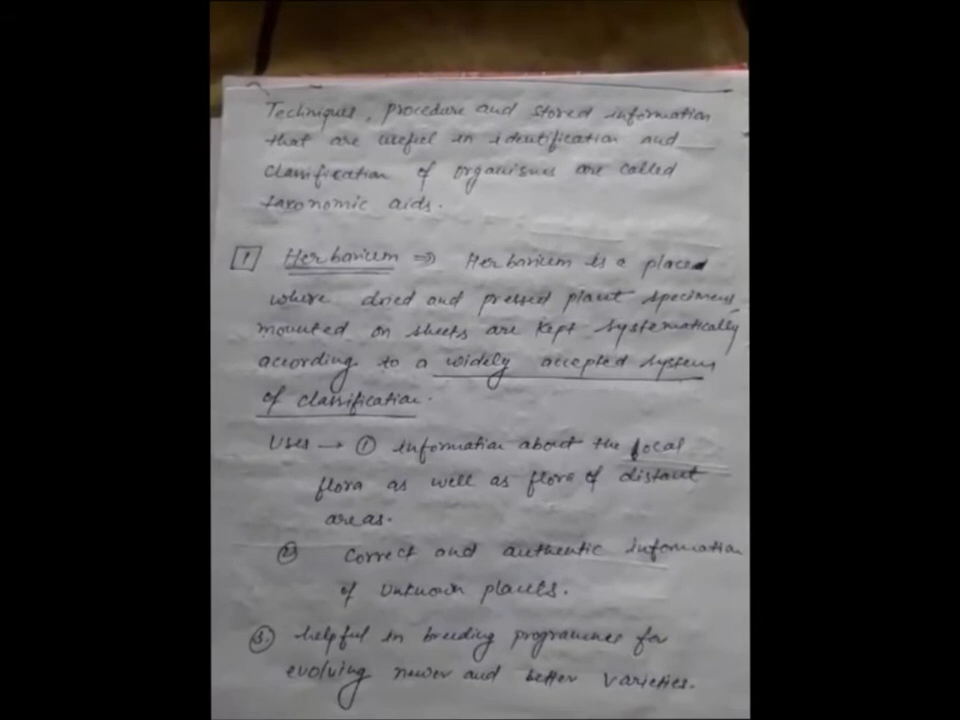 Techniques, procedure and stored information
that are useful in identification and
classification of organisms are called
taxonomic aids.
1 Herbarium ⇒ Herbarium is a place
where dried and pressed plant specimens
mounted on sheets are kept systematically
according to a widely accepted system
of classification.
Uses → ① information about the local
flora as well as flora of distant
areas.
② correct and authentic information
of unknown plants.
③. helpful in breeding programmes for
evolving newer and better varieties.